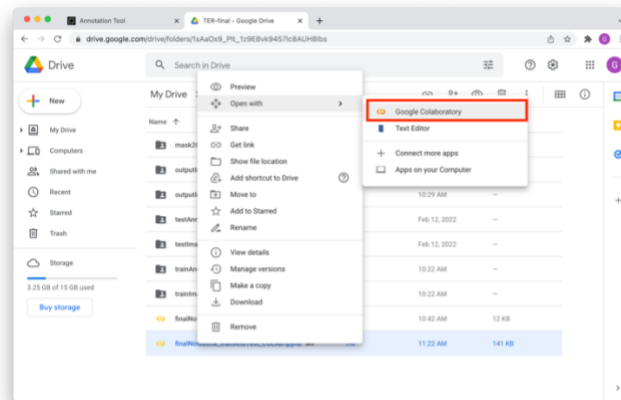 Annotation Tool
TER-final - Google Drive
drive.google.com/drive/folders/
Drive
Search in Drive
G
New
My Drive
Computers
Shared with me
Recent
Starred
Trash
Storage
3.25 GB of 15 GB used
Buy storage
My Drive
Name
Preview
Open with
Share
Get link
Show file location
Add shortcut to Drive
Move to
Add to Starred
Rename
View details
Manage versions
Make a copy
Download
Remove
Google Colaboratory
Text Editor
Connect more apps
Apps on your Computer
10:29 AM
Feb 12, 2022
Feb 12, 2022
10:22 AM
10:22 AM
10:42 AM 12 KB
11:22 AM 141 KB